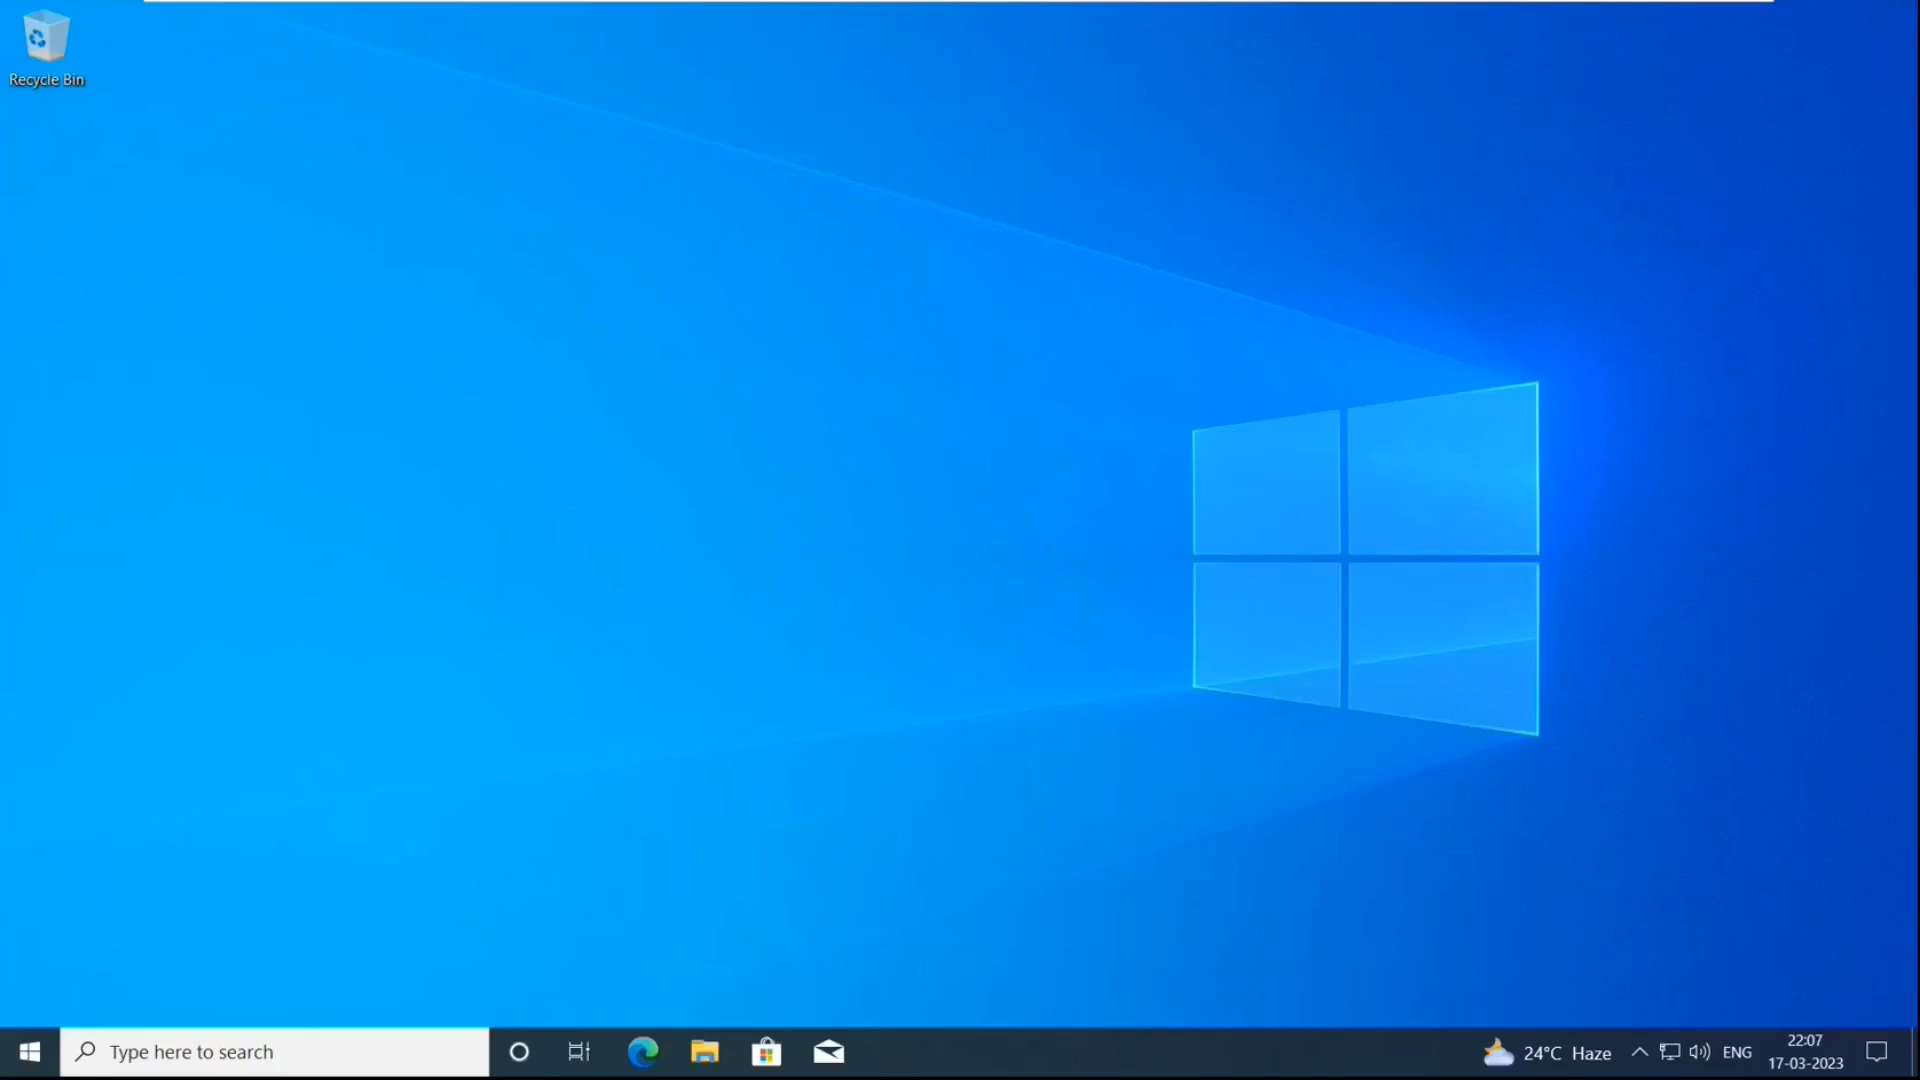 Recycle Bin
Type here to search
24°C Haze
ENG
22:07
17-03-2023